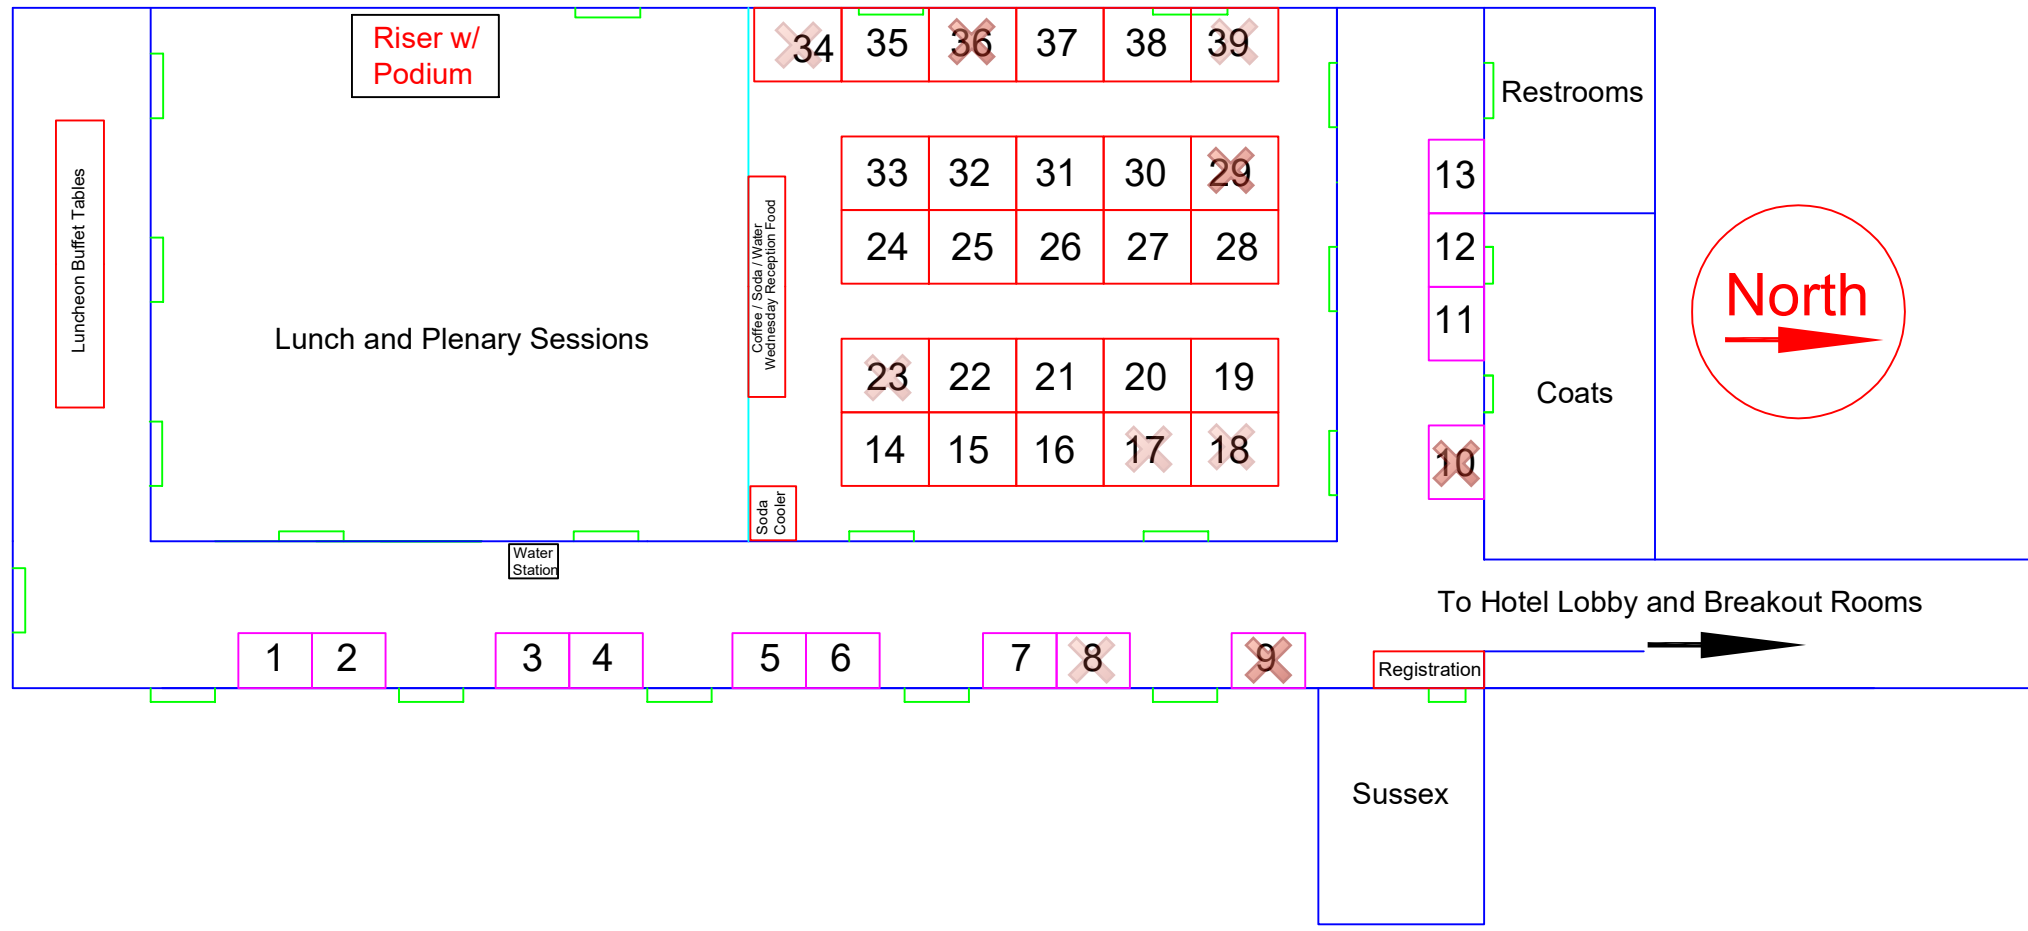 Riser w/
Podium
34 35 36 37 38 39
Restrooms
Luncheon Buffet Tables
33 32 31 30 29
13
Coffee / Soda / Water
Wednesday Reception Food
24 25 26 27 28
12
North
11
Lunch and Plenary Sessions
23 22 21 20 19
Coats
14 15 16 17 18
10
Soda
Cooler
Water
Station
To Hotel Lobby and Breakout Rooms
1 2 3 4 5 6 7 8 9
Registration
Sussex